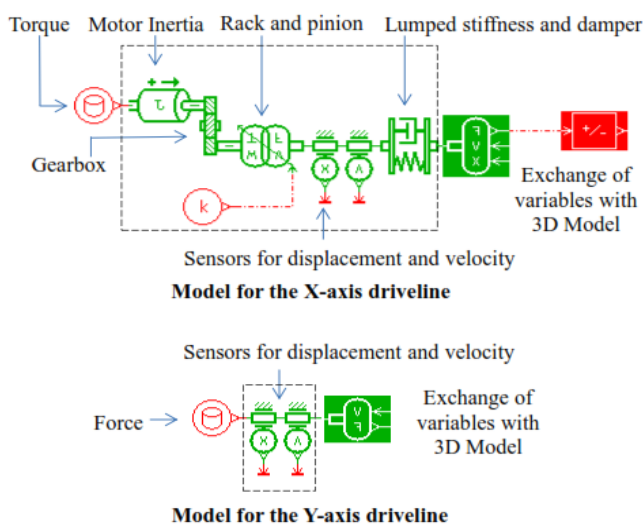 Torque Motor Inertia Rack and pinion Lumped stiffness and damper
+/-
Gearbox
k
X
Exchange of
variables with
3D Model
Sensors for displacement and velocity
Model for the X-axis driveline
Sensors for displacement and velocity
Force
X
Exchange of
variables with
3D Model
Model for the Y-axis driveline